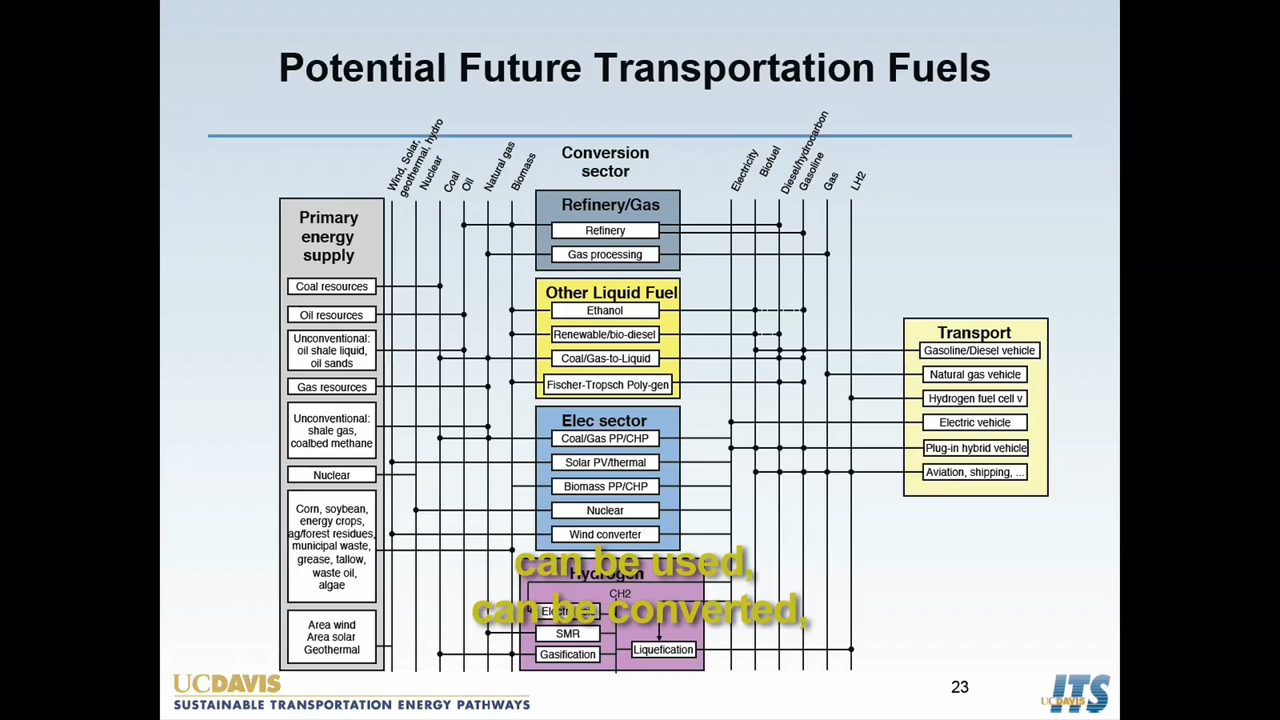 Potential Future Transportation Fuels
Wind, Solar,
geothermal, hydro
Nuclear
Coal
Oil
Natural gas
Biomass
Conversion
sector
Electricity
Biofuel
Diesel/hydrocarbon
Gasoline
Gas
LH2
Primary
energy
supply
Coal resources
Oil resources
Unconventional:
oil shale liquid,
oil sands
Gas resources
Unconventional:
shale gas,
coalbed methane
Nuclear
Corn, soybean,
energy crops,
ag/forest residues,
municipal waste,
grease, tallow,
waste oil,
algae
Area wind
Area solar
Geothermal
Refinery/Gas
Refinery
Gas processing
Other Liquid Fuel
Ethanol
Renewable/bio-diesel
Coal/Gas-to-Liquid
Fischer-Tropsch Poly-gen
Elec sector
Coal/Gas PP/CHP
Solar PV/thermal
Biomass PP/CHP
Nuclear
Wind converter
Hydrogen
CH2
SMR
Gasification
Liquefication
Transport
Gasoline/Diesel vehicle
Natural gas vehicle
Hydrogen fuel cell v
Electric vehicle
Plug-in hybrid vehicle
Aviation, shipping, ...
can be used,
can be converted,
UCDAVIS
SUSTAINABLE TRANSPORTATION ENERGY PATHWAYS
23
UCDAVIS ITS